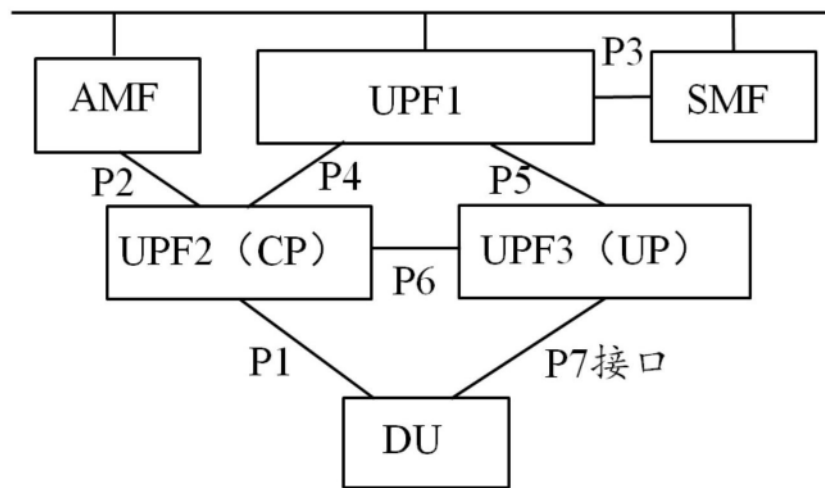 P3
AMF
UPF1
SMF
P2
P4
P5
UPF2（CP）
UPF3（UP）
P6
P1
P7接口
DU